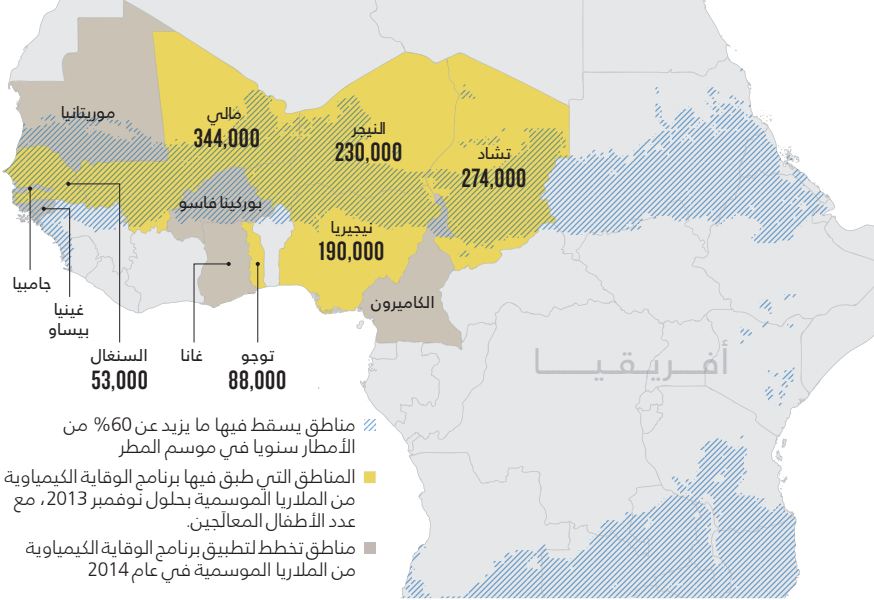 موريتانيا
مالي
344,000
النيجر
230,000
تشاد
274,000
بوركينا فاسو
نيجيريا
190,000
الكاميرون
جامبيا
غينيا
بيساو
السنغال
53,000
غانا
توجو
88,000
أفـريـقـيـــا
مناطق يسقط فيها ما يزيد عن 60% من
الأمطار سنويا في موسم المطر
المناطق التي طبق فيها برنامج الوقاية الكيمياوية
من الملاريا الموسمية بحلول نوفمبر 2013، مع
عدد الأطفال المعالَجين.
مناطق تخطط لتطبيق برنامج الوقاية الكيمياوية
من الملاريا الموسمية في عام 2014